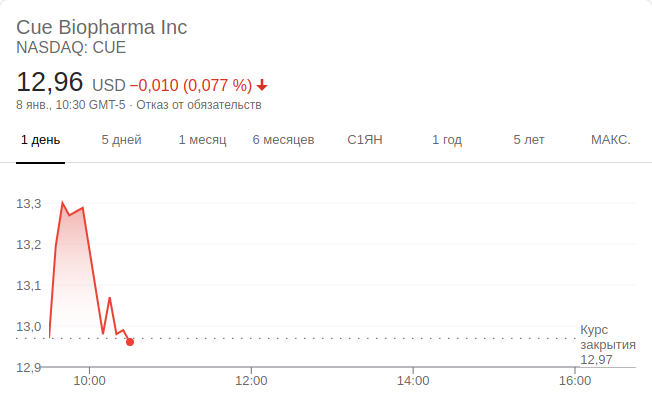 Cue Biopharma Inc
NASDAQ: CUE
12,96 USD −0,010 (0,077 %)
8 янв., 10:30 GMT-5 · Отказ от обязательств
1 день 5 дней 1 месяц 6 месяцев С1ЯН 1 год 5 лет МАКС.
13,3
13,2
13,1
13,0
12,9
Курс
закрытия
12,97
10:00 12:00 14:00 16:00